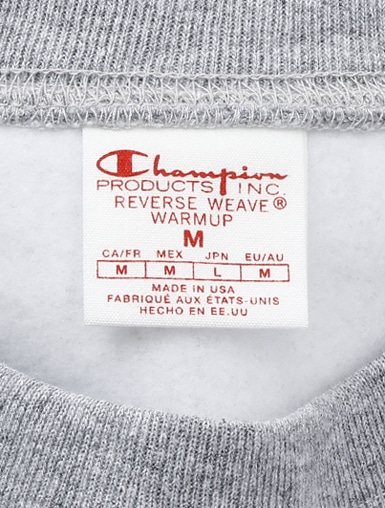 Champion
PRODUCTS INC.
REVERSE WEAVE®
WARMUP
M
CA/FR MEX JPN EU/AU
M M L M
MADE IN USA
FABRIQUÉ AUX ÉTATS-UNIS
HECHO EN EE.UU